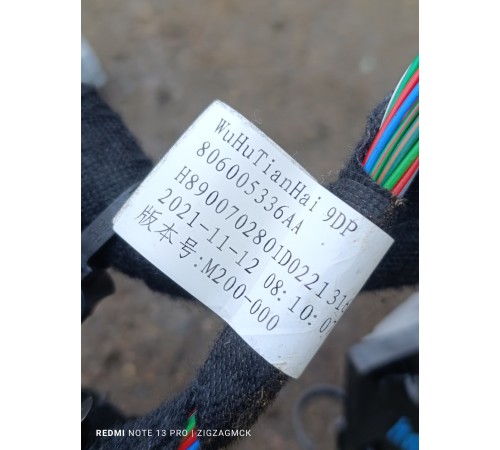 WuHuTianHai 9DP
806005336AA
H8900702801D0221314
2021-11-12 08:10:0
版本号:M200-000
REDMI NOTE 13 PRO | ZIGZAGMCK